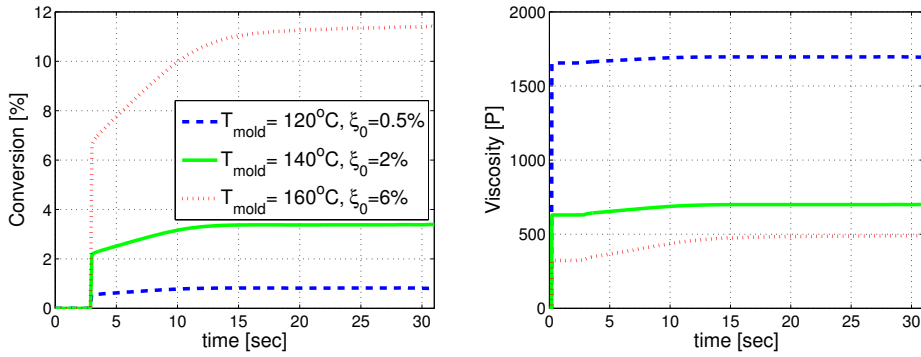 12
10
8
6
4
2
0
Conversion [%]
T_mold= 120°C, ξ_0=0.5%
T_mold= 140°C, ξ_0=2%
T_mold= 160°C, ξ_0=6%
0 5 10 15 20 25 30
time [sec]
2000
1500
1000
500
0
Viscosity [P]
0 5 10 15 20 25 30
time [sec]